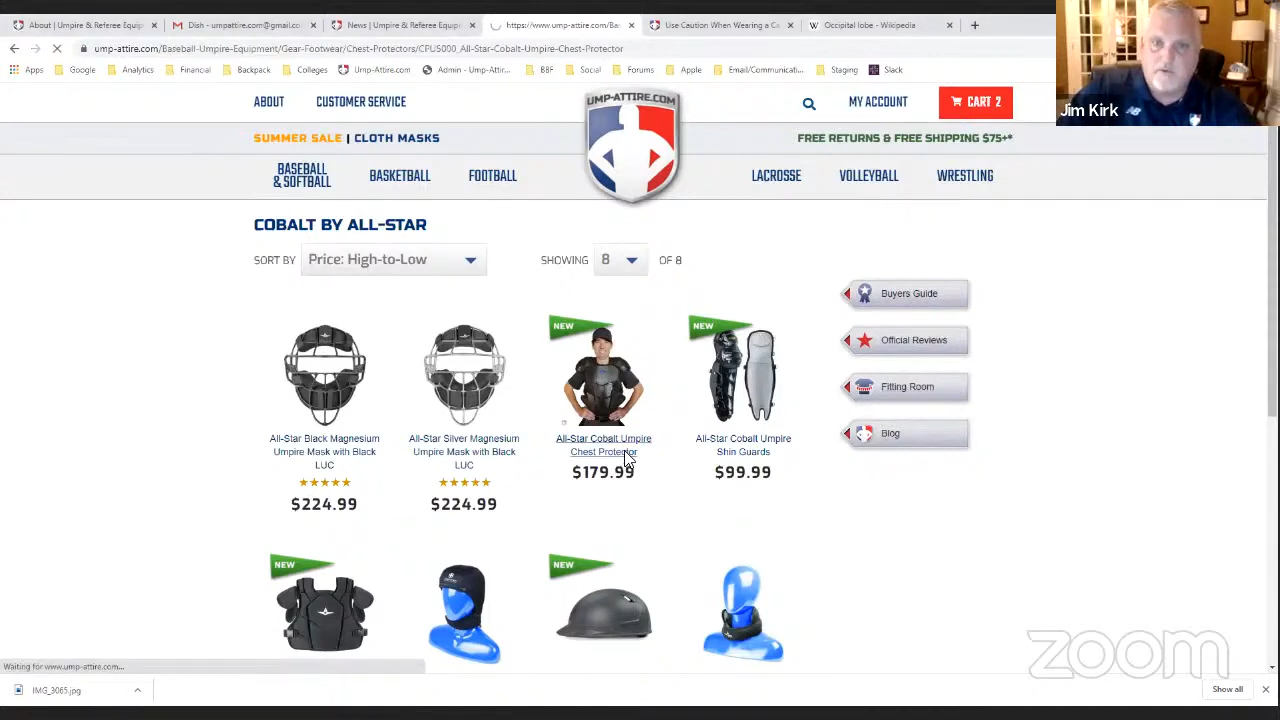 About | Umpire & Referee Equip
Dish - umpattire.com@gmail.co
News | Umpire & Referee Equipe
https://www.ump-attire.com/Bas
Use Caution When Wearing a Ca
Occipital lobe - Wikipedia
ump-attire.com/Baseball-Umpire-Equipment/Gear-Footwear/Chest-Protectors/CPU5000_All-Star-Cobalt-Umpire-Chest-Protector
Apps
Google
Analytics
Financial
Backpack
Colleges
Ump-Attire.com
Admin - Ump-Attir...
BBF
Social
Forums
Apple
Email/Communicati...
Staging
Slack
Jim Kirk
ABOUT
CUSTOMER SERVICE
UMP-ATTIRE.COM
MY ACCOUNT
CART 2
SUMMER SALE | CLOTH MASKS
FREE RETURNS & FREE SHIPPING $75+*
BASEBALL
& SOFTBALL
BASKETBALL
FOOTBALL
LACROSSE
VOLLEYBALL
WRESTLING
COBALT BY ALL-STAR
SORT BY
Price: High-to-Low
SHOWING
8
OF 8
Buyers Guide
Official Reviews
Fitting Room
Blog
NEW
NEW
All-Star Black Magnesium
Umpire Mask with Black
LUC
$224.99
All-Star Silver Magnesium
Umpire Mask with Black
LUC
$224.99
All-Star Cobalt Umpire
Chest Protector
$179.99
All-Star Cobalt Umpire
Shin Guards
$99.99
NEW
NEW
zoom
Waiting for www.ump-attire.com...
IMG_3065.jpg
Show all